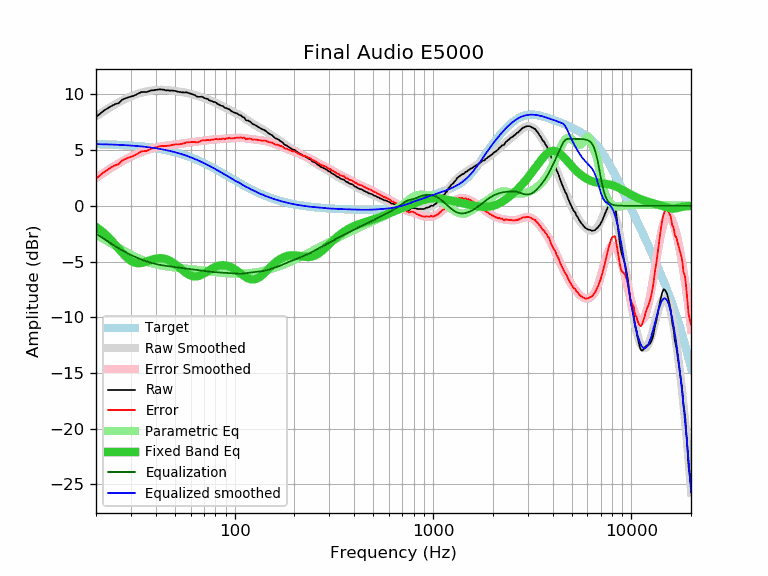 Final Audio E5000
Amplitude (dBr)
10
5
0
−5
−10
−15
−20
−25
Target
Raw Smoothed
Error Smoothed
Raw
Error
Parametric Eq
Fixed Band Eq
Equalization
Equalized smoothed
100 1000 10000
Frequency (Hz)